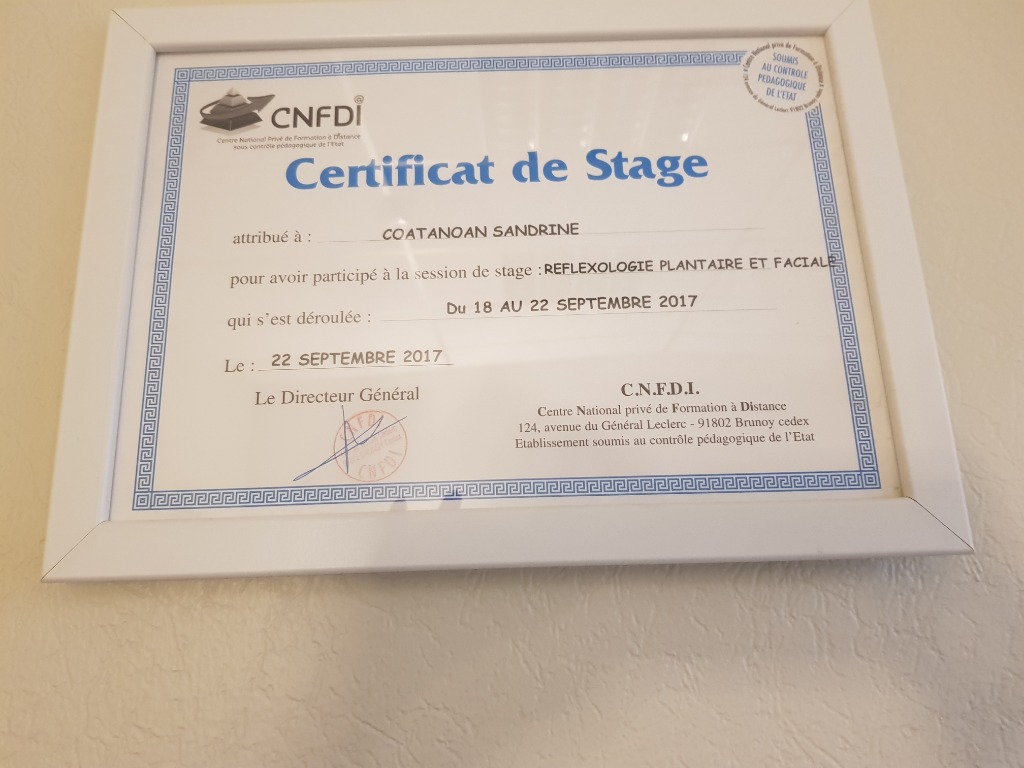 CNFDI
Centre National Privé de Formation à Distance
sous contrôle pédagogique de l'Etat
SOUMIS
AU CONTROLE
PEDAGOGIQUE
DE L'ETAT
Certificat de Stage
attribué à : COATANOAN SANDRINE
pour avoir participé à la session de stage : REFLEXOLOGIE PLANTAIRE ET FACIALE
qui s'est déroulée : Du 18 AU 22 SEPTEMBRE 2017
Le : 22 SEPTEMBRE 2017
Le Directeur Général
CNFDI
C.N.F.D.I.
Centre National privé de Formation à Distance
124, avenue du Général Leclerc - 91802 Brunoy cedex
Etablissement soumis au contrôle pédagogique de l'Etat